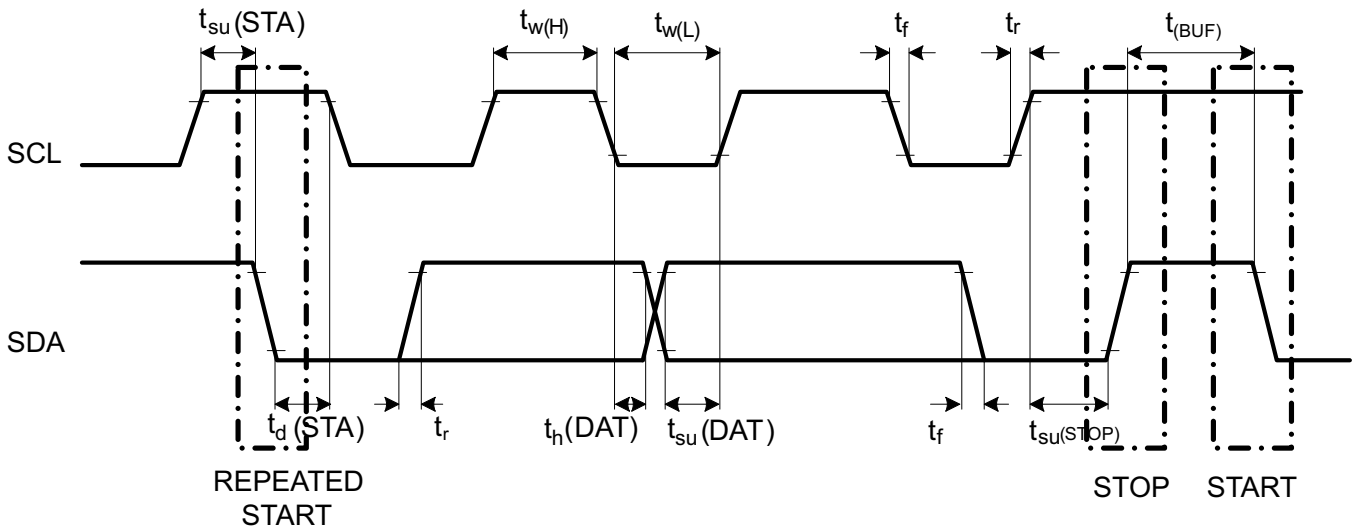 tsu(STA)
tw(H)
tw(L)
tf
tr
t(BUF)
SCL
SDA
td(STA)
tr
th(DAT)
tsu(DAT)
tf
tsu(STOP)
REPEATED
START
STOP
START